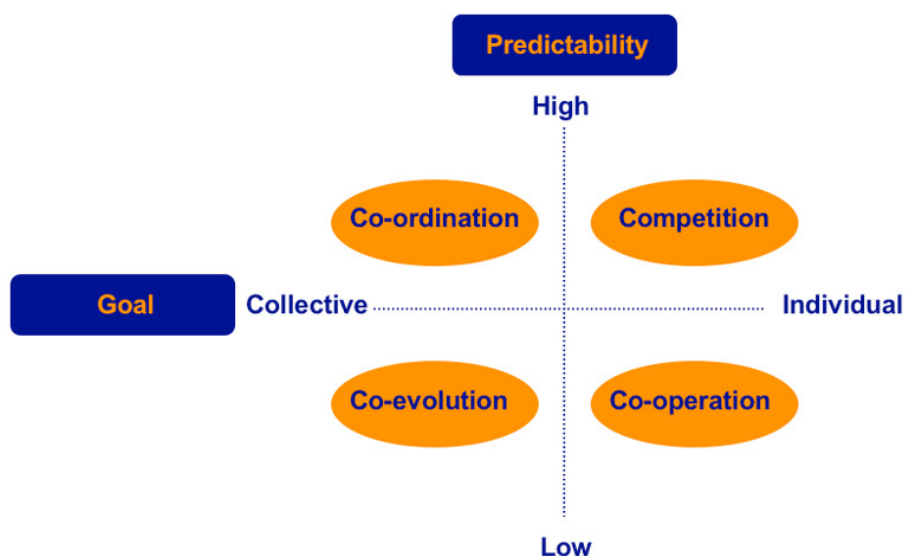 Predictability
High
Co-ordination
Competition
Goal
Collective
Individual
Co-evolution
Co-operation
Low